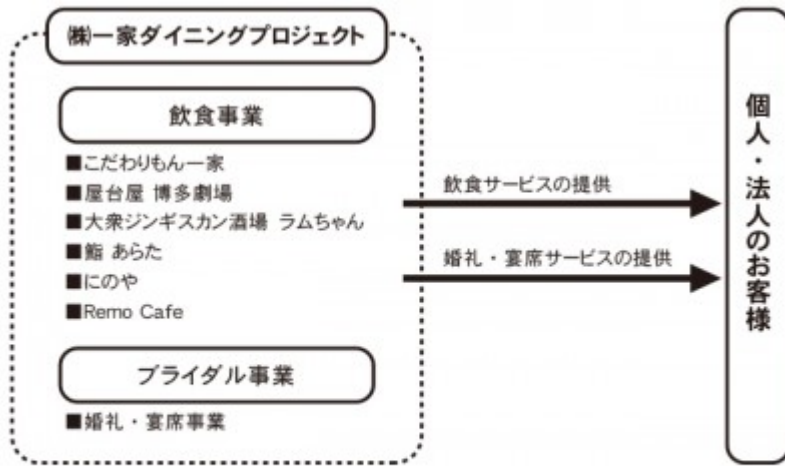 ㈱一家ダイニングプロジェクト
飲食事業
■こだわりもん一家
■屋台屋 博多劇場
■大衆ジンギスカン酒場 ラムちゃん
■鮨 あらた
■にのや
■Remo Cafe
ブライダル事業
■婚礼・宴席事業
飲食サービスの提供
婚礼・宴席サービスの提供
個人・法人のお客様